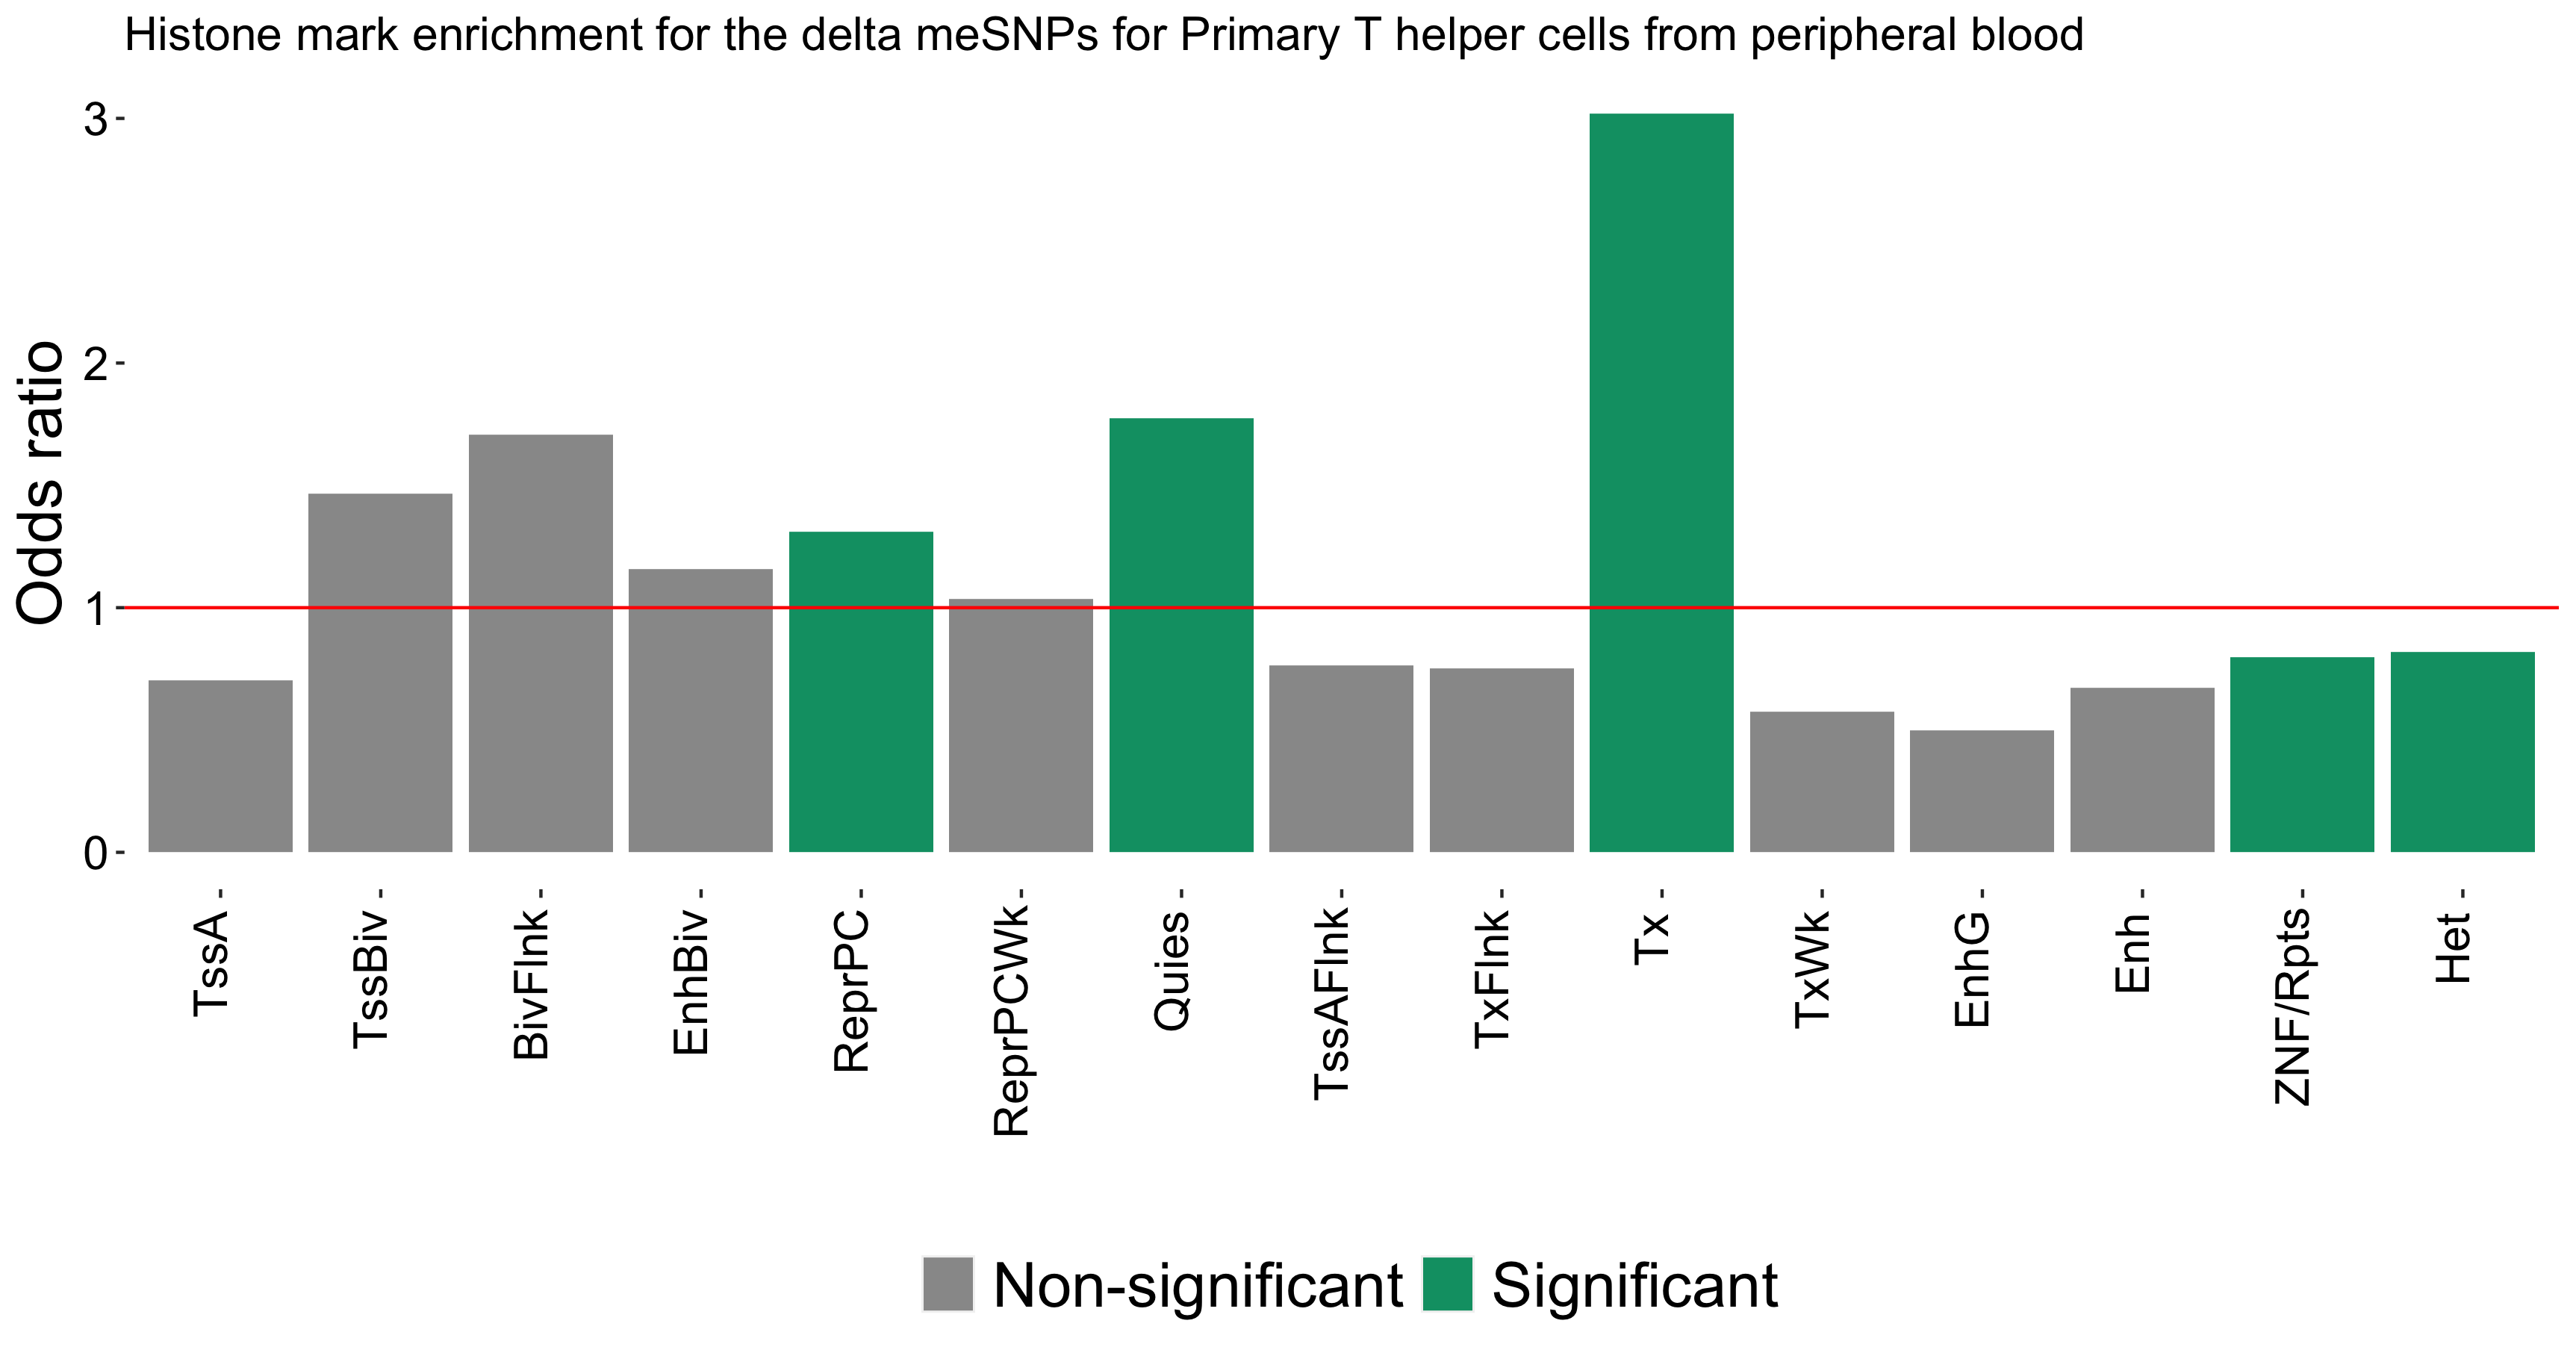 Histone mark enrichment for the delta meSNPs for Primary T helper cells from peripheral blood
Odds ratio
3
2
1
0
TssA
TssBiv
BivFlnk
EnhBiv
ReprPC
ReprPCWk
Quies
TssAFlnk
TxFlnk
Tx
TxWk
EnhG
Enh
ZNF/Rpts
Het
Non-significant Significant